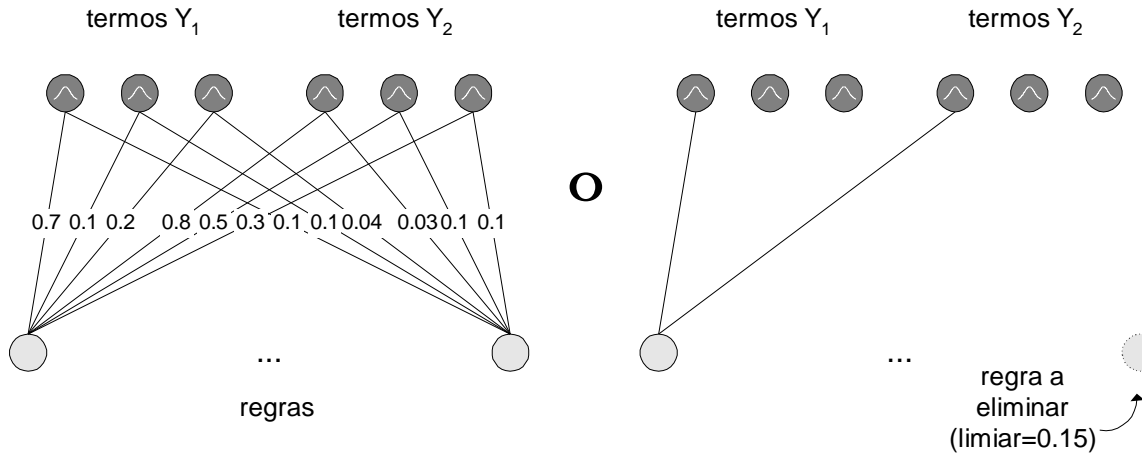 termos Y₁
termos Y₂
termos Y₁
termos Y₂
O
0.7 0.1 0.2 0.8 0.5 0.3 0.1 0.1 0.04 0.03 0.1 0.1
...
...
regras
regra a
eliminar
(limiar=0.15)